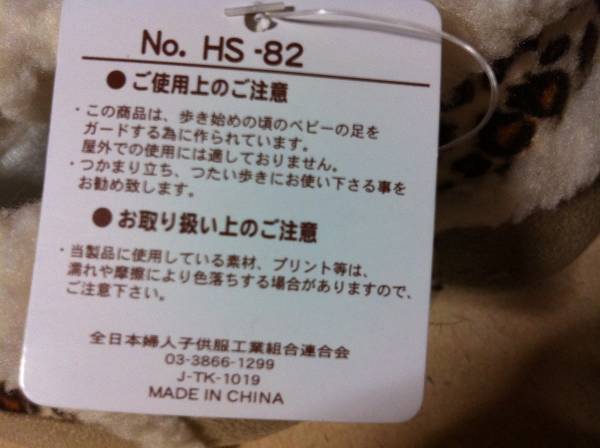 No. HS -82
●ご使用上のご注意
・この商品は、歩き始めの頃のベビーの足を
ガードする為に作られています。
屋外での使用には適しておりません。
・つかまり立ち、つたい歩きにお使い下さる事を
お勧め致します。
●お取り扱い上のご注意
・当製品に使用している素材、プリント等は、
濡れや摩擦により色落ちする場合がありますので、
ご注意下さい。
全日本婦人子供服工業組合連合会
03-3866-1299
J-TK-1019
MADE IN CHINA